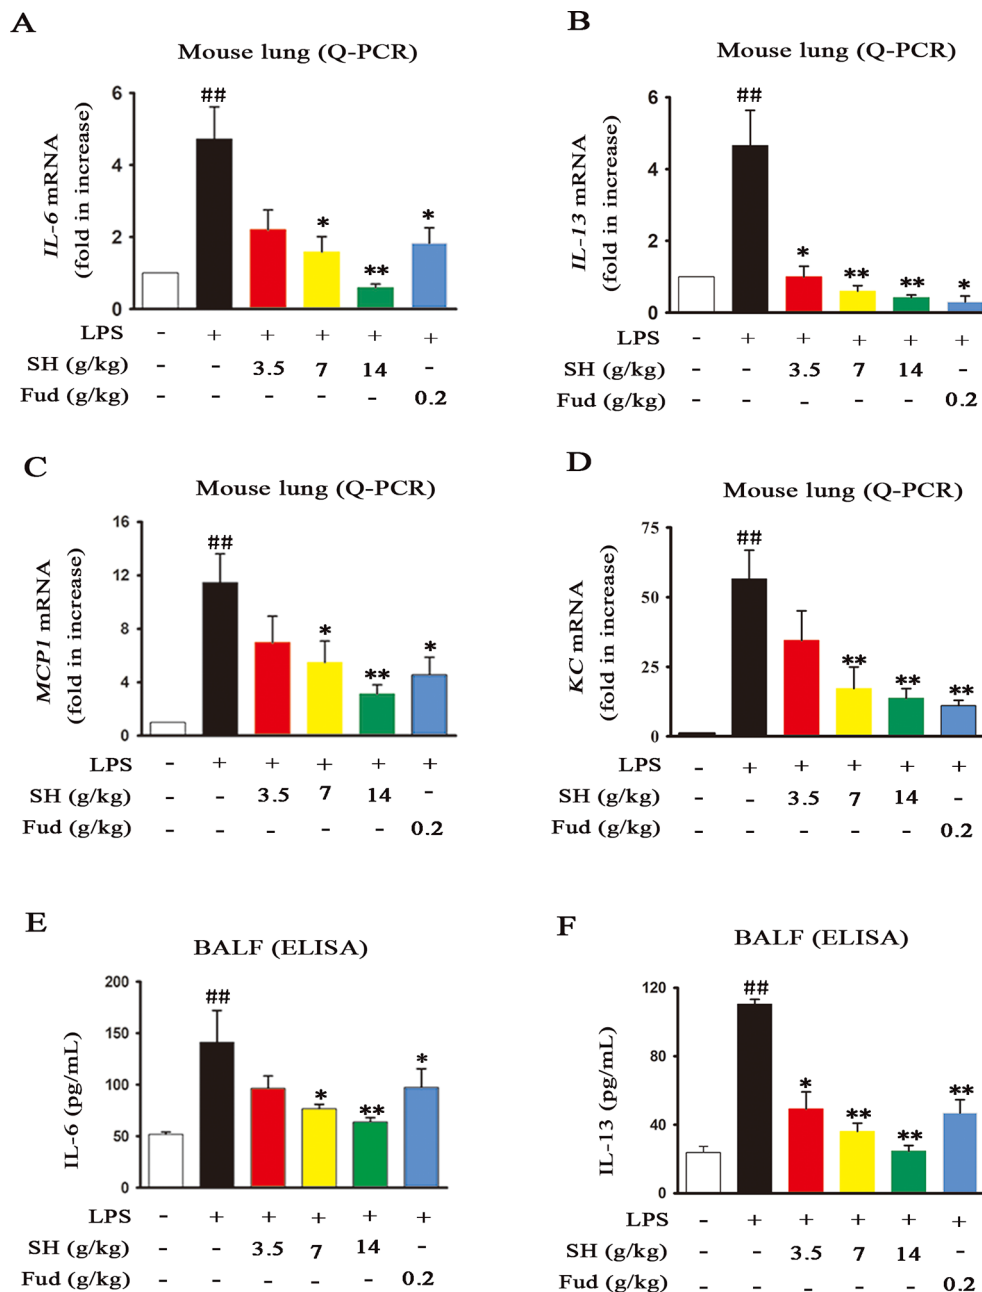 A
Mouse lung (Q-PCR)
IL-6 mRNA
(fold in increase)
6
4
2
0
##
*
**
*
LPS - + + + + +
SH (g/kg) - - 3.5 7 14 -
Fud (g/kg) - - - - - 0.2
B
Mouse lung (Q-PCR)
IL-13 mRNA
(fold in increase)
6
4
2
0
##
*
**
**
*
LPS - + + + + +
SH (g/kg) - - 3.5 7 14 -
Fud (g/kg) - - - - - 0.2
C
Mouse lung (Q-PCR)
MCP1 mRNA
(fold in increase)
16
12
8
4
0
##
*
**
*
LPS - + + + + +
SH (g/kg) - - 3.5 7 14 -
Fud (g/kg) - - - - - 0.2
D
Mouse lung (Q-PCR)
KC mRNA
(fold in increase)
75
50
25
0
##
**
**
**
LPS - + + + + +
SH (g/kg) - - 3.5 7 14 -
Fud (g/kg) - - - - - 0.2
E
BALF (ELISA)
IL-6 (pg/mL)
200
150
100
50
0
##
*
**
*
LPS - + + + + +
SH (g/kg) - - 3.5 7 14 -
Fud (g/kg) - - - - - 0.2
F
BALF (ELISA)
IL-13 (pg/mL)
120
80
40
0
##
*
**
**
**
LPS - + + + + +
SH (g/kg) - - 3.5 7 14 -
Fud (g/kg) - - - - - 0.2